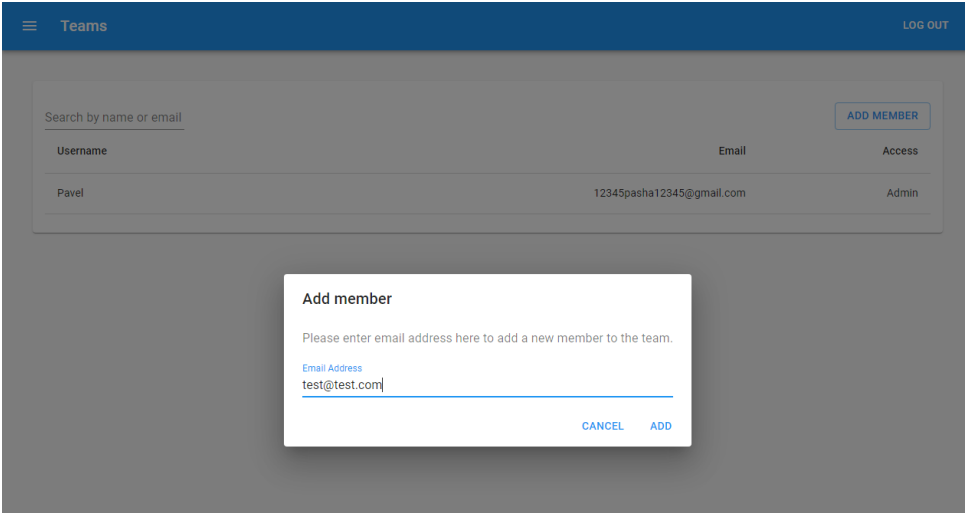 Teams LOG OUT
Search by name or email ADD MEMBER
Username Email Access
Pavel 12345pasha12345@gmail.com Admin
Add member
Please enter email address here to add a new member to the team.
Email Address
test@test.com
CANCEL ADD